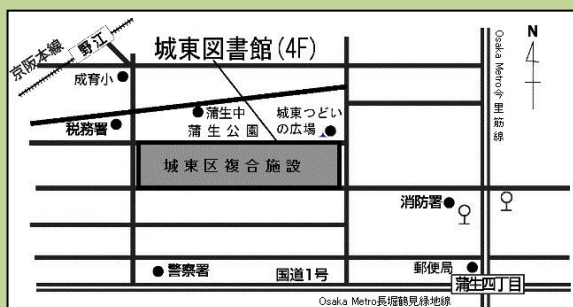 京阪本線
野江
城東図書館(4F)
Osaka Metro今里筋線
N
成育小
蒲生中
蒲生公園
城東つどい
の広場
税務署
城東区複合施設
消防署
警察署
国道1号
郵便局
蒲生四丁目
Osaka Metro長堀鶴見緑地線